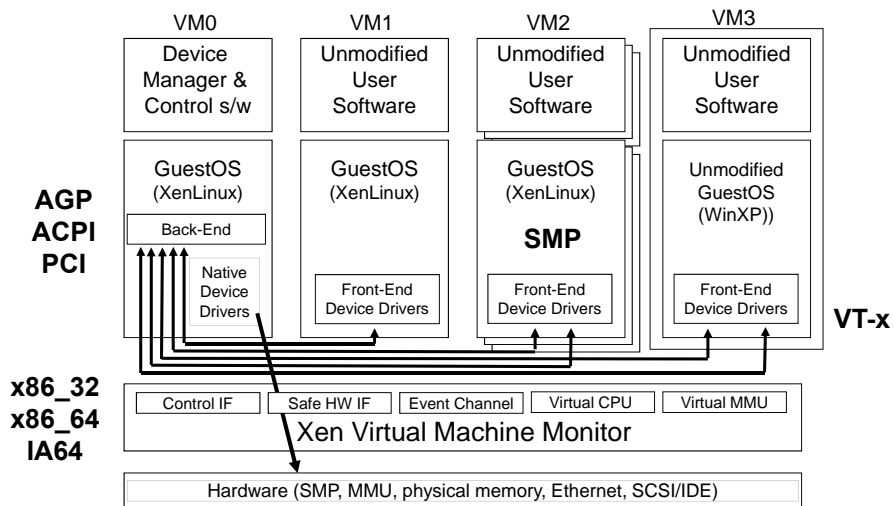 VM0
VM1
VM2
VM3
Device
Manager &
Control s/w
Unmodified
User
Software
Unmodified
User
Software
Unmodified
User
Software
GuestOS
(XenLinux)
Back-End
Native
Device
Drivers
GuestOS
(XenLinux)
Front-End
Device Drivers
GuestOS
(XenLinux)
SMP
Front-End
Device Drivers
Unmodified
GuestOS
(WinXP))
Front-End
Device Drivers
AGP
ACPI
PCI
VT-x
x86_32
x86_64
IA64
Control IF
Safe HW IF
Event Channel
Virtual CPU
Virtual MMU
Xen Virtual Machine Monitor
Hardware (SMP, MMU, physical memory, Ethernet, SCSI/IDE)